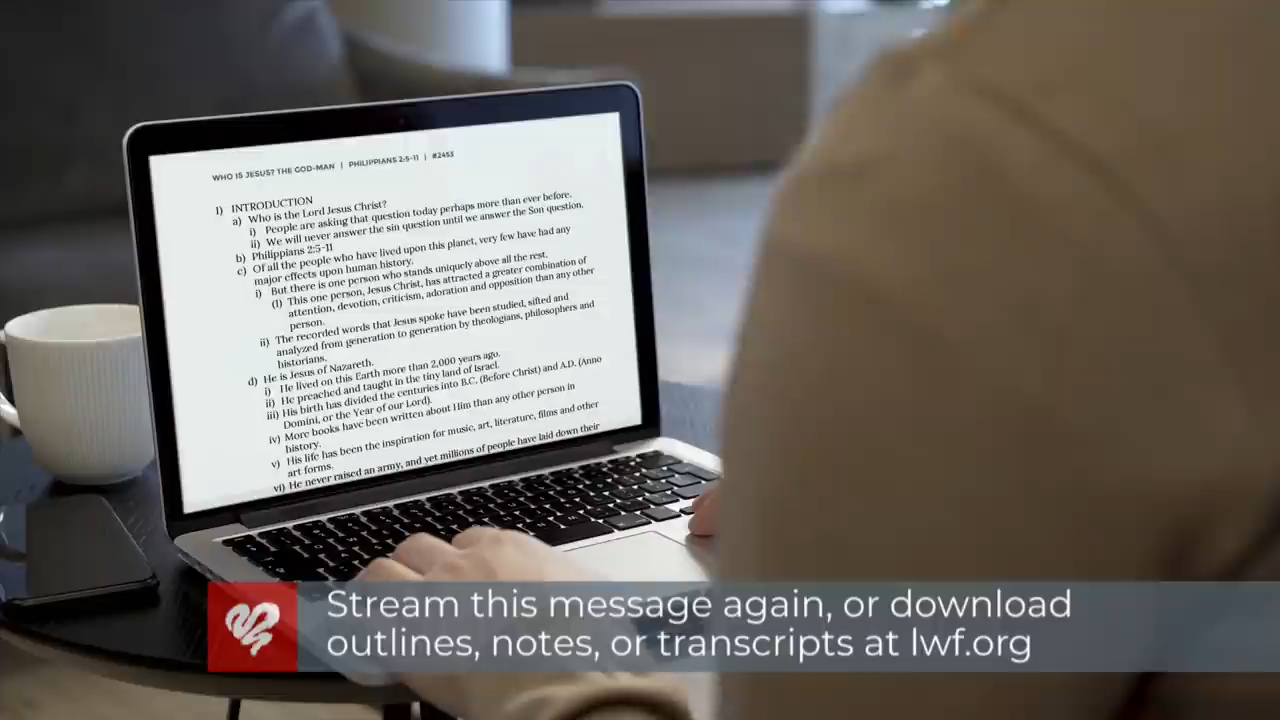 WHO IS JESUS? THE GOD-MAN | PHILIPPIANS 2:5-11 | #2453
I) INTRODUCTION
a) Who is the Lord Jesus Christ?
i) People are asking that question today perhaps more than ever before.
ii) We will never answer the sin question until we answer the Son question.
b) Philippians 2:5-11
c) Of all the people who have lived upon this planet, very few have had any
major effects upon human history.
i) But there is one person who stands uniquely above all the rest.
(1) This one person, Jesus Christ, has attracted a greater combination of
attention, devotion, criticism, adoration and opposition than any other
person.
ii) The recorded words that Jesus spoke have been studied, sifted and
analyzed from generation to generation by theologians, philosophers and
historians.
d) He is Jesus of Nazareth.
i) He lived on this Earth more than 2,000 years ago.
ii) He preached and taught in the tiny land of Israel.
iii) His birth has divided the centuries into B.C. (Before Christ) and A.D. (Anno
Domini, or the Year of our Lord).
iv) More books have been written about Him than any other person in
history.
v) His life has been the inspiration for music, art, literature, films and other
art forms.
vi) He never raised an army, and yet millions of people have laid down their
Stream this message again, or download
outlines, notes, or transcripts at lwf.org